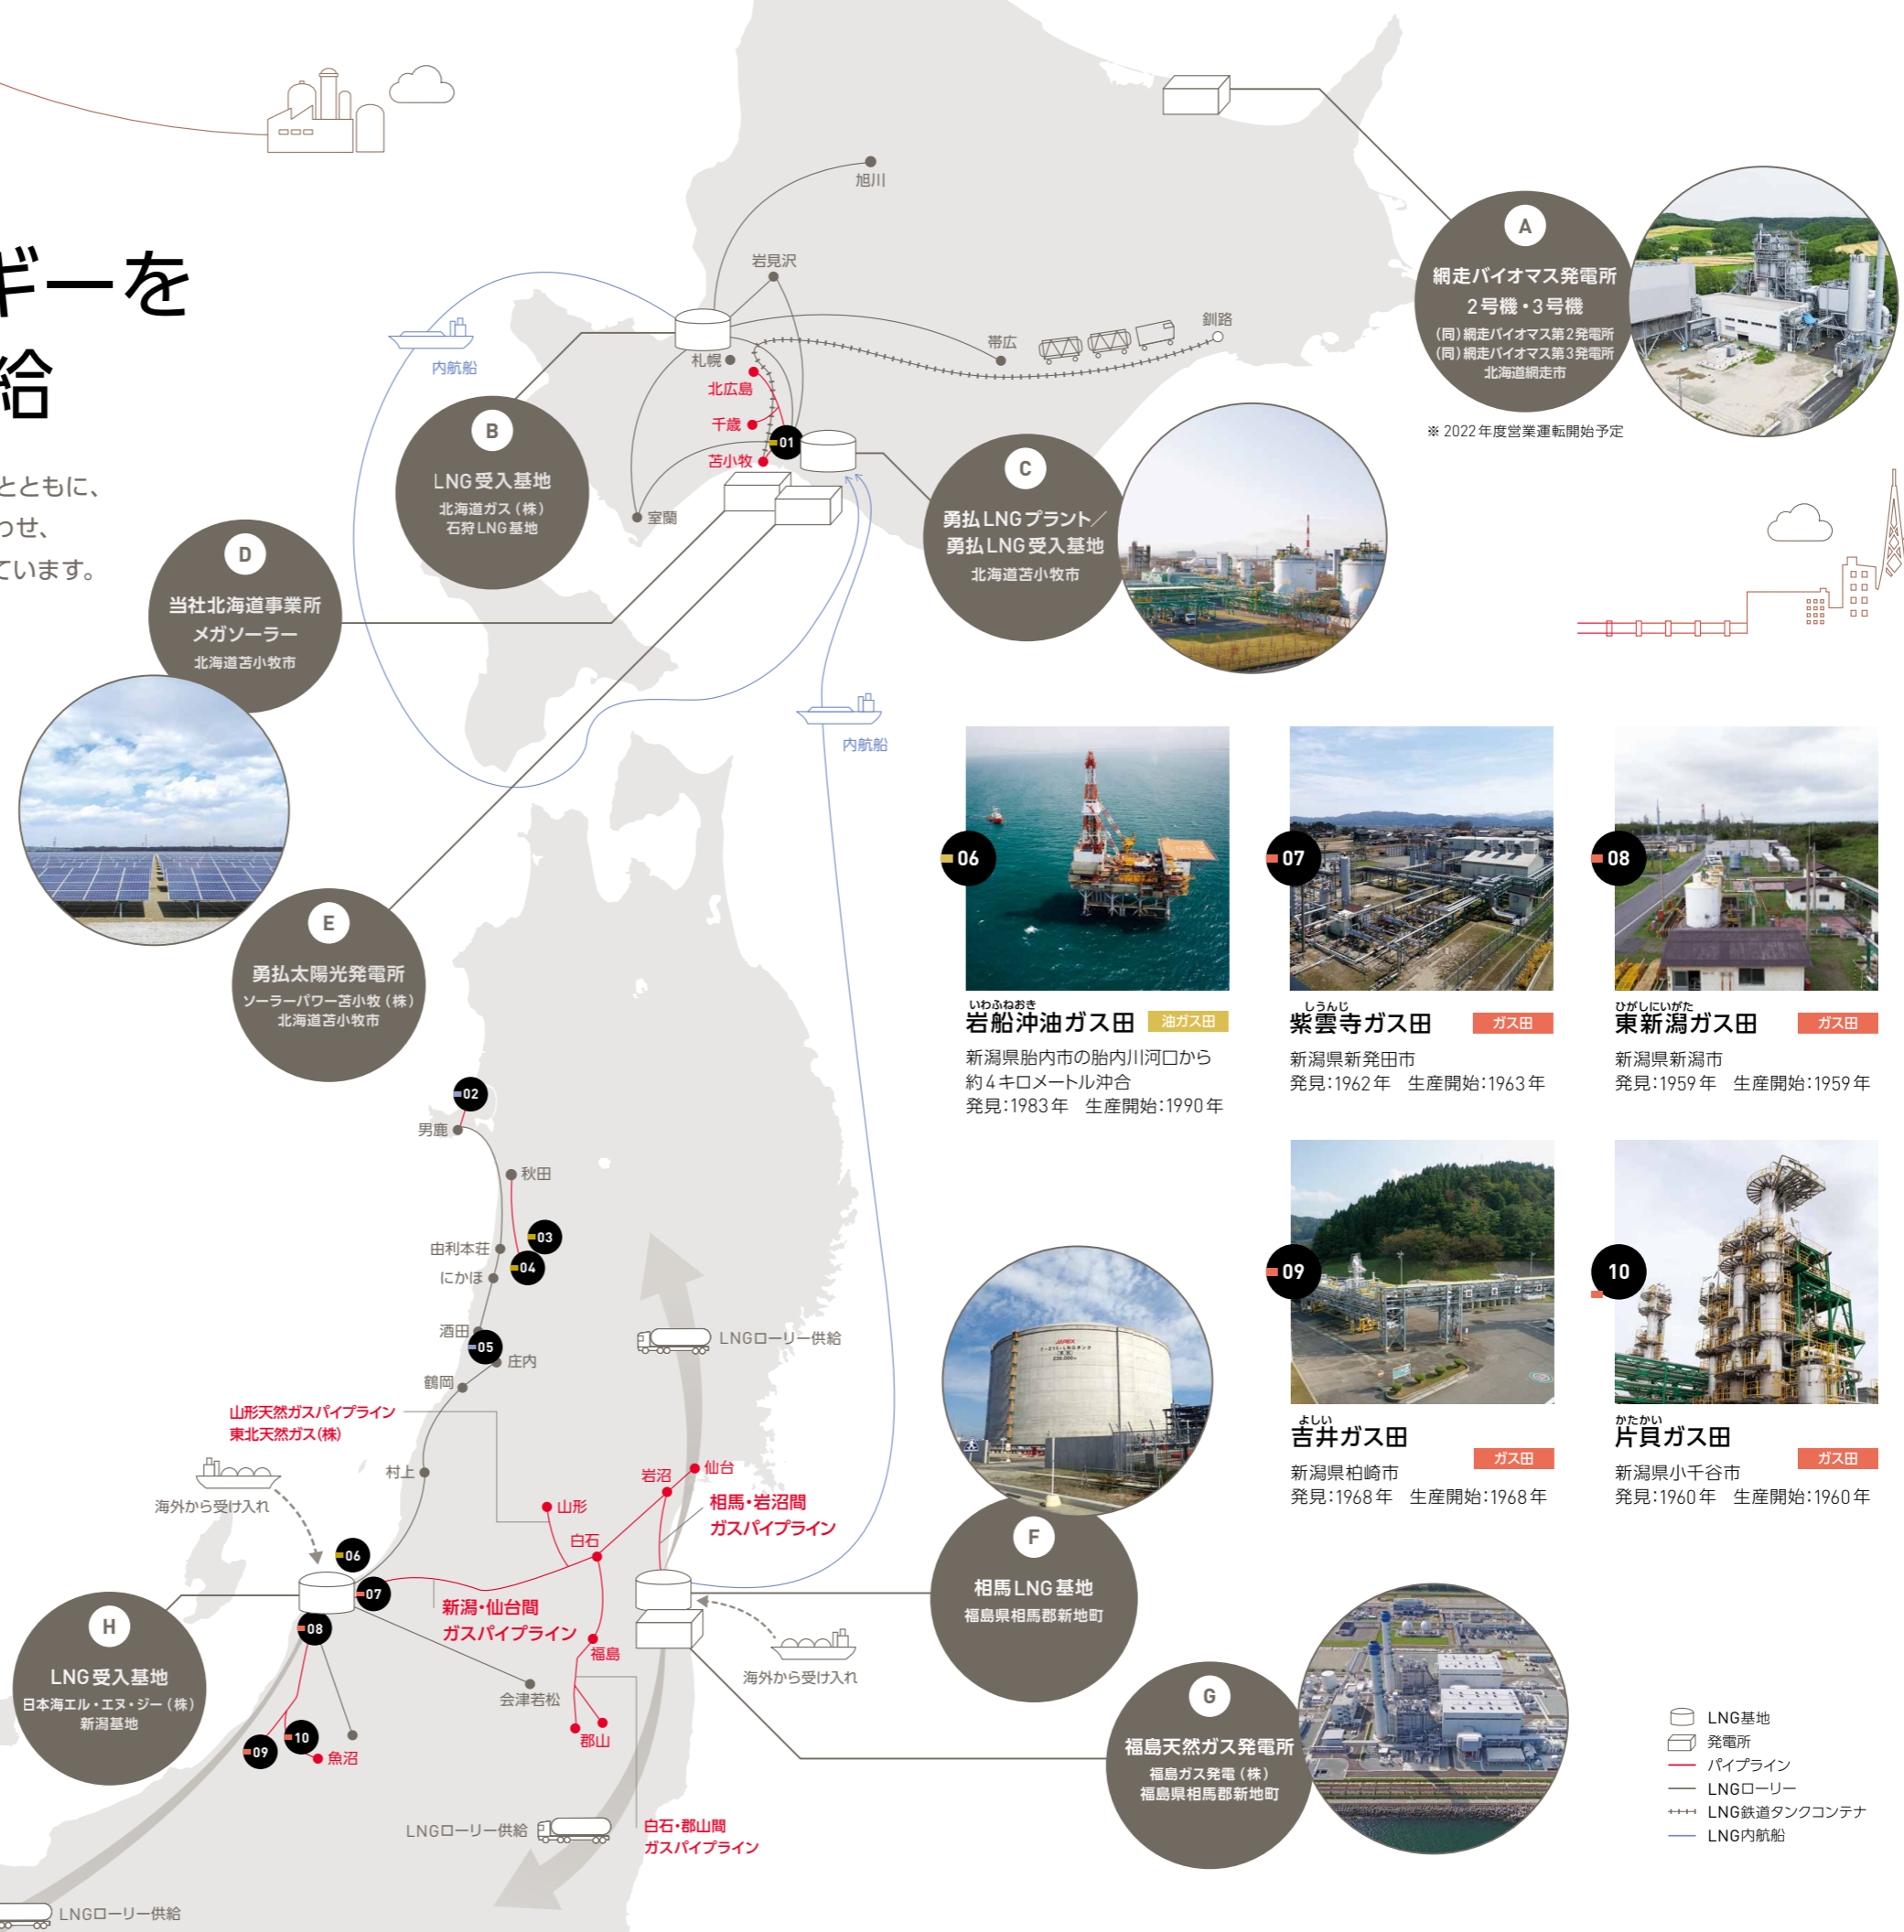 ギーを
給
とともに、
わせ、
ています。
旭川
岩見沢
内航船
札幌
帯広
釧路
北広島
千歳
01
苫小牧
室蘭
A
網走バイオマス発電所
2号機・3号機
(同)網走バイオマス第2発電所
(同)網走バイオマス第3発電所
北海道網走市
※ 2022年度営業運転開始予定
B
LNG受入基地
北海道ガス(株)
石狩LNG基地
C
勇払LNGプラント/
勇払LNG受入基地
北海道苫小牧市
D
当社北海道事業所
メガソーラー
北海道苫小牧市
内航船
E
勇払太陽光発電所
ソーラーパワー苫小牧(株)
北海道苫小牧市
06
いわふねおき
岩船沖油ガス田 油ガス田
新潟県胎内市の胎内川河口から
約4キロメートル沖合
発見:1983年 生産開始:1990年
07
しうんじ
紫雲寺ガス田 ガス田
新潟県新発田市
発見:1962年 生産開始:1963年
08
ひがしにいがた
東新潟ガス田 ガス田
新潟県新潟市
発見:1959年 生産開始:1959年
09
よしい
吉井ガス田 ガス田
新潟県柏崎市
発見:1968年 生産開始:1968年
10
かたかい
片貝ガス田 ガス田
新潟県小千谷市
発見:1960年 生産開始:1960年
02
男鹿
秋田
03
由利本荘
04
にかほ
酒田
05
庄内
鶴岡
LNGローリー供給
山形天然ガスパイプライン
東北天然ガス(株)
村上
海外から受け入れ
仙台
岩沼
山形
相馬・岩沼間
ガスパイプライン
白石
06
07
新潟・仙台間
ガスパイプライン
08
福島
会津若松
郡山
09
10
魚沼
海外から受け入れ
JAPEX
F
相馬LNG基地
福島県相馬郡新地町
G
福島天然ガス発電所
福島ガス発電(株)
福島県相馬郡新地町
H
LNG受入基地
日本海エル・エヌ・ジー(株)
新潟基地
LNGローリー供給
白石・郡山間
ガスパイプライン
LNGローリー供給
LNG基地
発電所
パイプライン
LNGローリー
LNG鉄道タンクコンテナ
LNG内航船